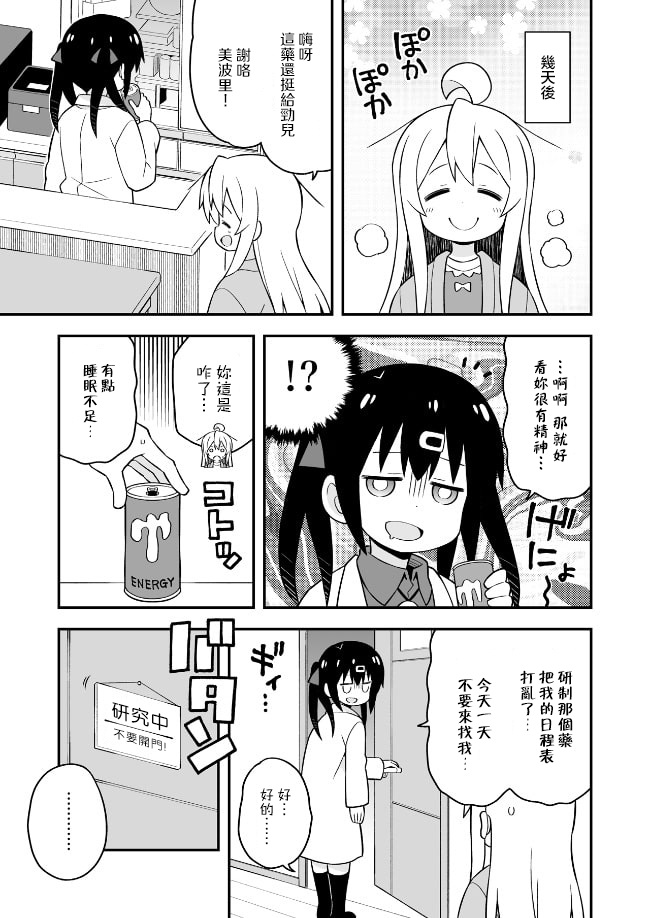 幾天後
ぽか
ぽか
嗨呀
這藥還挺給勁兒
謝咯
美波里！
…啊啊 那就好
看妳很有精神…
!?
げにょ
妳這是
咋了…
有點
睡眠不足…
コトッ
ENERGY
研制那個藥
把我的日程表
打亂了…
今天一天
不要來找我…
ギィ…
好…
好的……
バタン
研究中
不要開門!
………